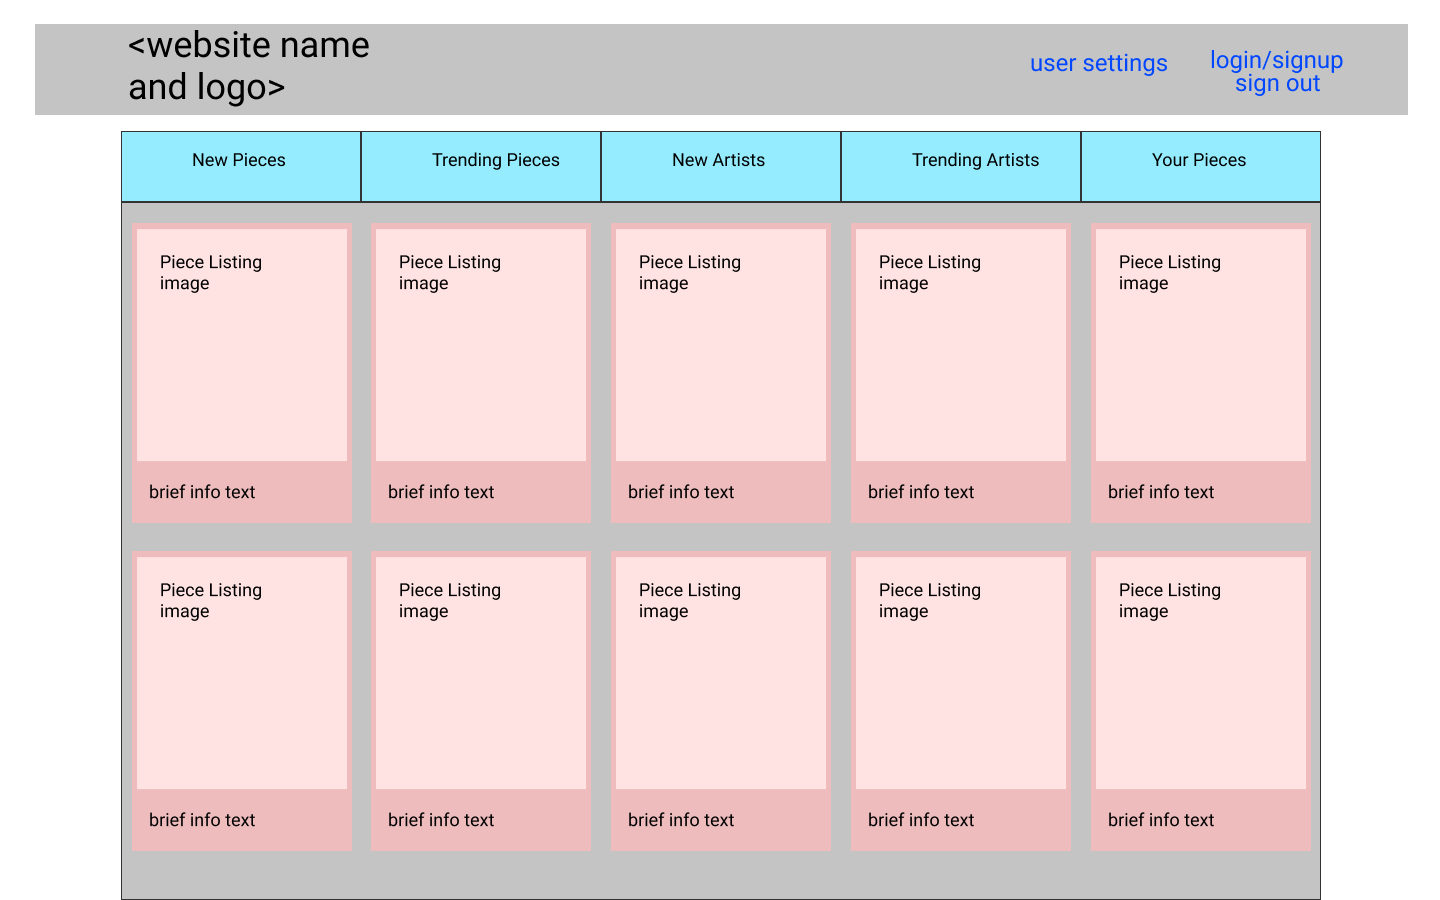 <website name
and logo>
user settings
login/signup
sign out
New Pieces
Trending Pieces
New Artists
Trending Artists
Your Pieces
Piece Listing
image
Piece Listing
image
Piece Listing
image
Piece Listing
image
Piece Listing
image
brief info text
brief info text
brief info text
brief info text
brief info text
Piece Listing
image
Piece Listing
image
Piece Listing
image
Piece Listing
image
Piece Listing
image
brief info text
brief info text
brief info text
brief info text
brief info text